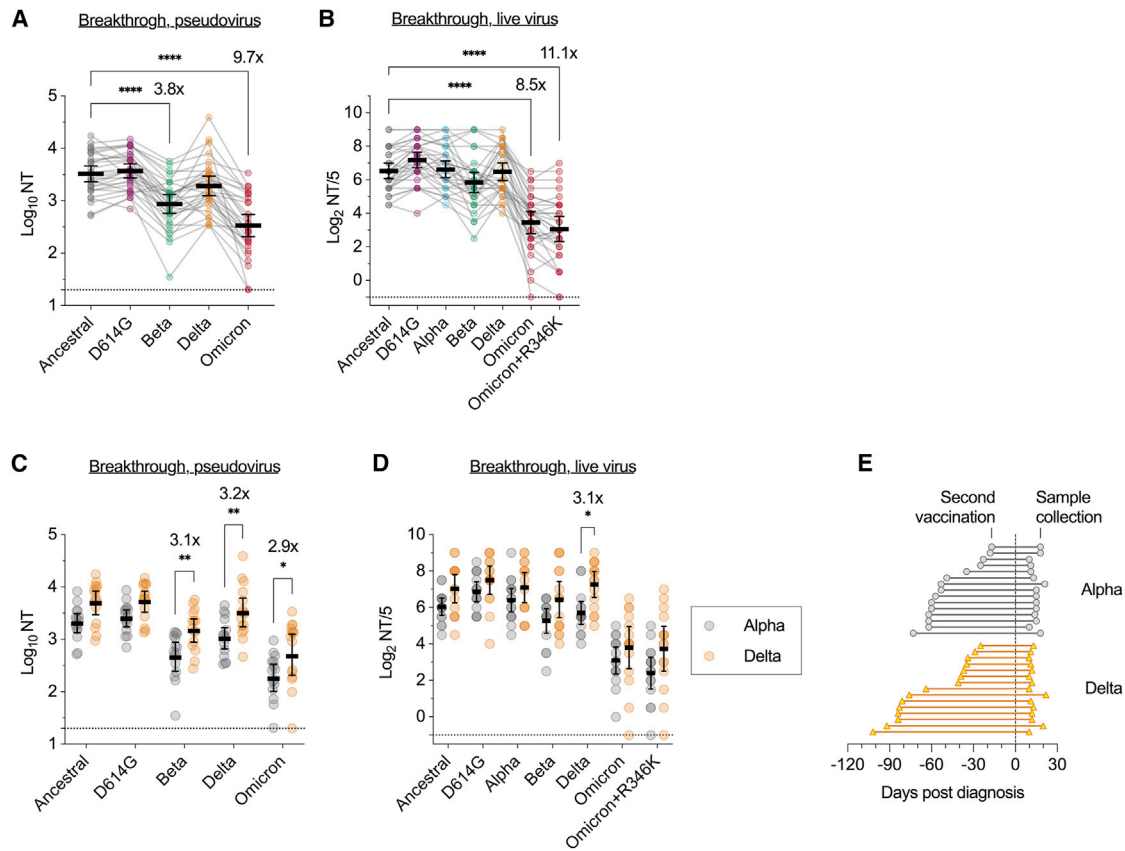 A
Breakthrogh, pseudovirus
9.7x
****
****
3.8x
5
4
3
2
1
Log10 NT
Ancestral
D614G
Beta
Delta
Omicron
B
Breakthrough, live virus
11.1x
****
****
8.5x
10
8
6
4
2
0
Log2 NT/5
Ancestral
D614G
Alpha
Beta
Delta
Omicron
Omicron+R346K
C
Breakthrough, pseudovirus
3.2x
**
3.1x
**
2.9x
*
5
4
3
2
1
Log10 NT
Ancestral
D614G
Beta
Delta
Omicron
D
Breakthrough, live virus
3.1x
*
10
8
6
4
2
0
Log2 NT/5
Ancestral
D614G
Alpha
Beta
Delta
Omicron
Omicron+R346K
Alpha
Delta
E
Second
vaccination
Sample
collection
Alpha
Delta
-120 -90 -60 -30 0 30
Days post diagnosis